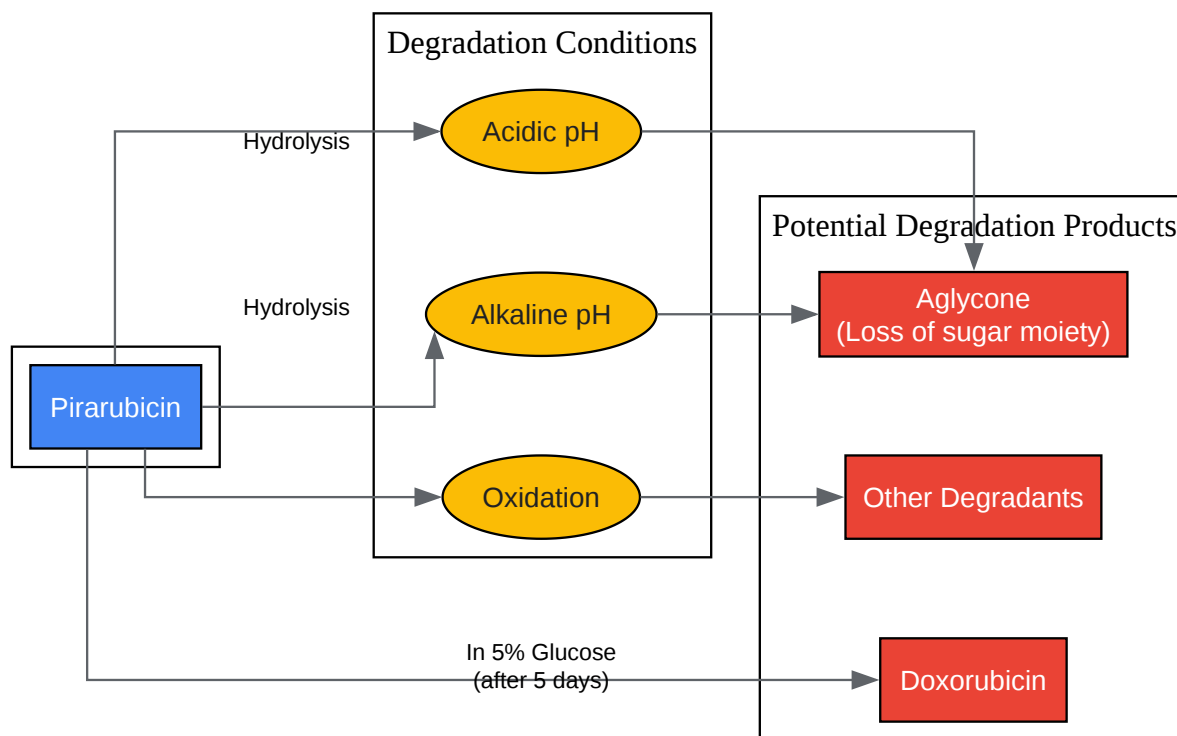 Degradation Conditions
Acidic pH
Hydrolysis
Potential Degradation Products
Aglycone
(Loss of sugar moiety)
Hydrolysis
Alkaline pH
Pirarubicin
Oxidation
Other Degradants
In 5% Glucose
(after 5 days)
Doxorubicin